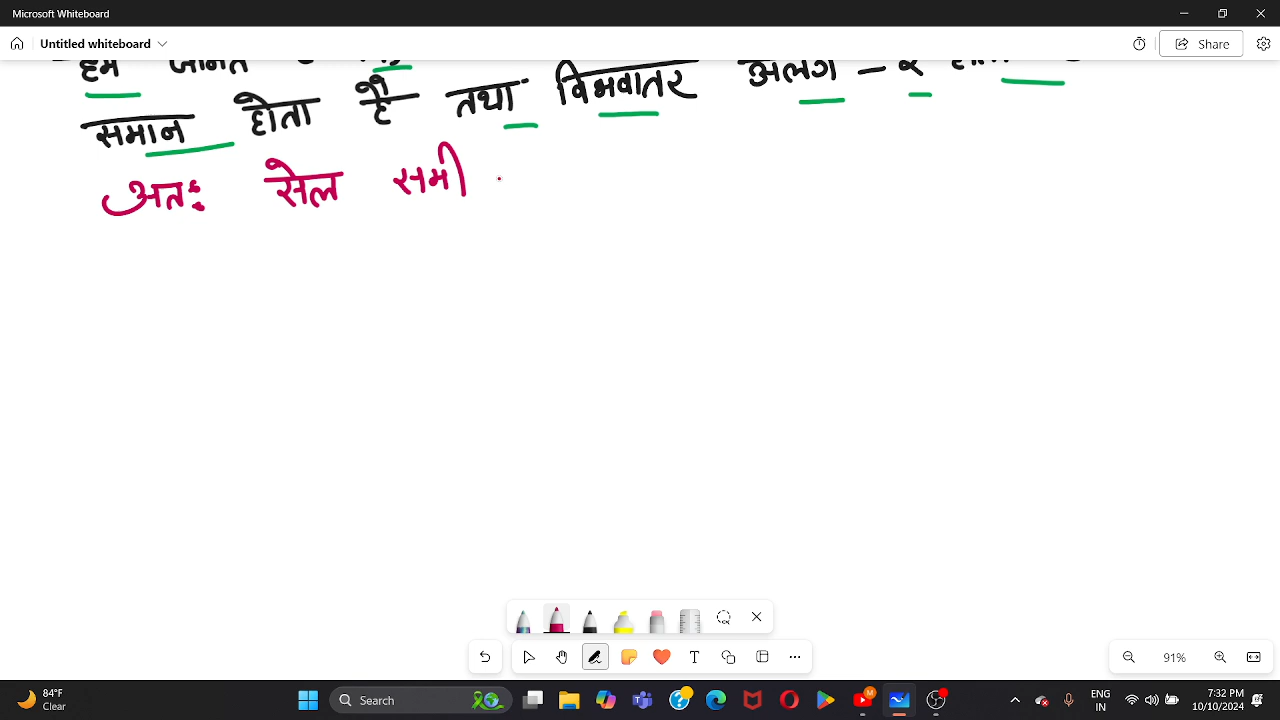 Microsoft Whiteboard
Untitled whiteboard
Share
हम जानते
समान होता है तथा विभवांतर अलग - २
अतः सेल समी
91%
84°F
Clear
Search
ENG
IN
7:32 PM
10/10/2024